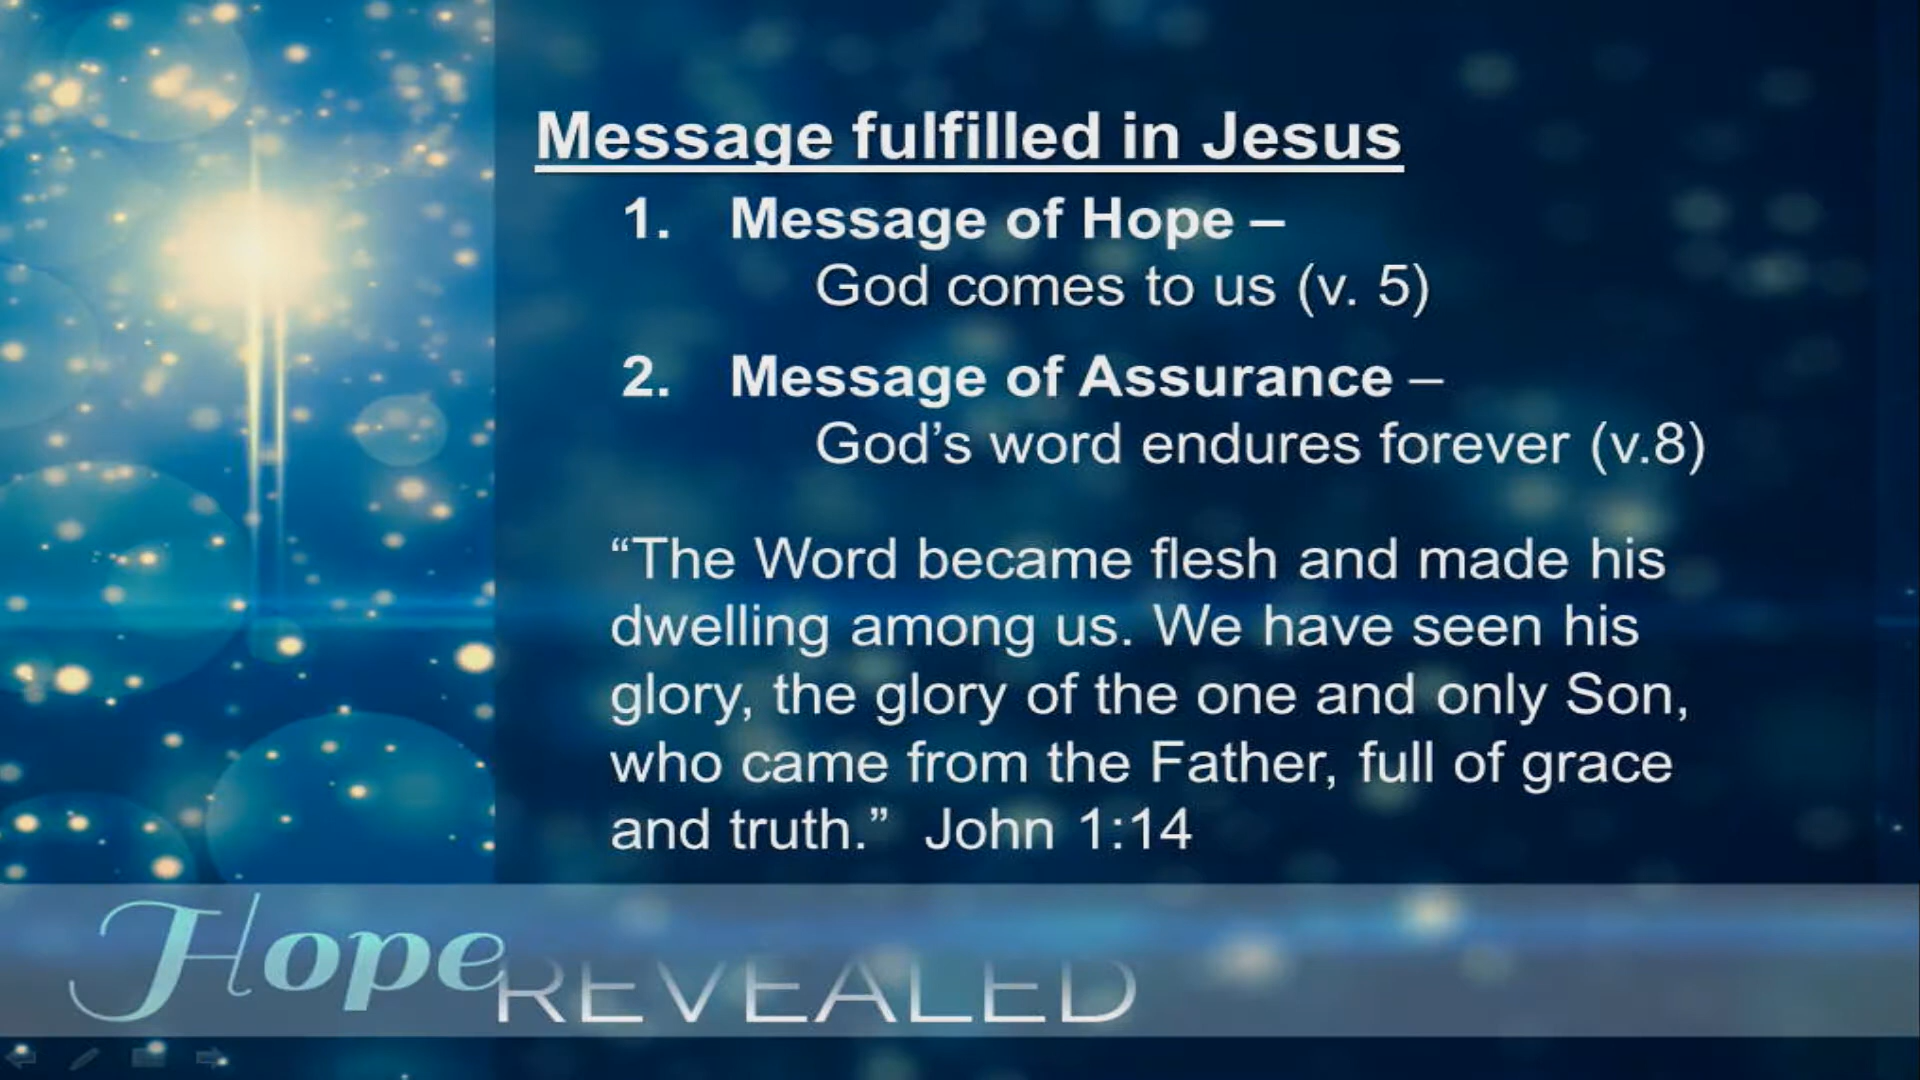 Message fulfilled in Jesus
1. Message of Hope –
God comes to us (v. 5)
2. Message of Assurance –
God’s word endures forever (v.8)
“The Word became flesh and made his
dwelling among us. We have seen his
glory, the glory of the one and only Son,
who came from the Father, full of grace
and truth.” John 1:14
Hope
REVEALED